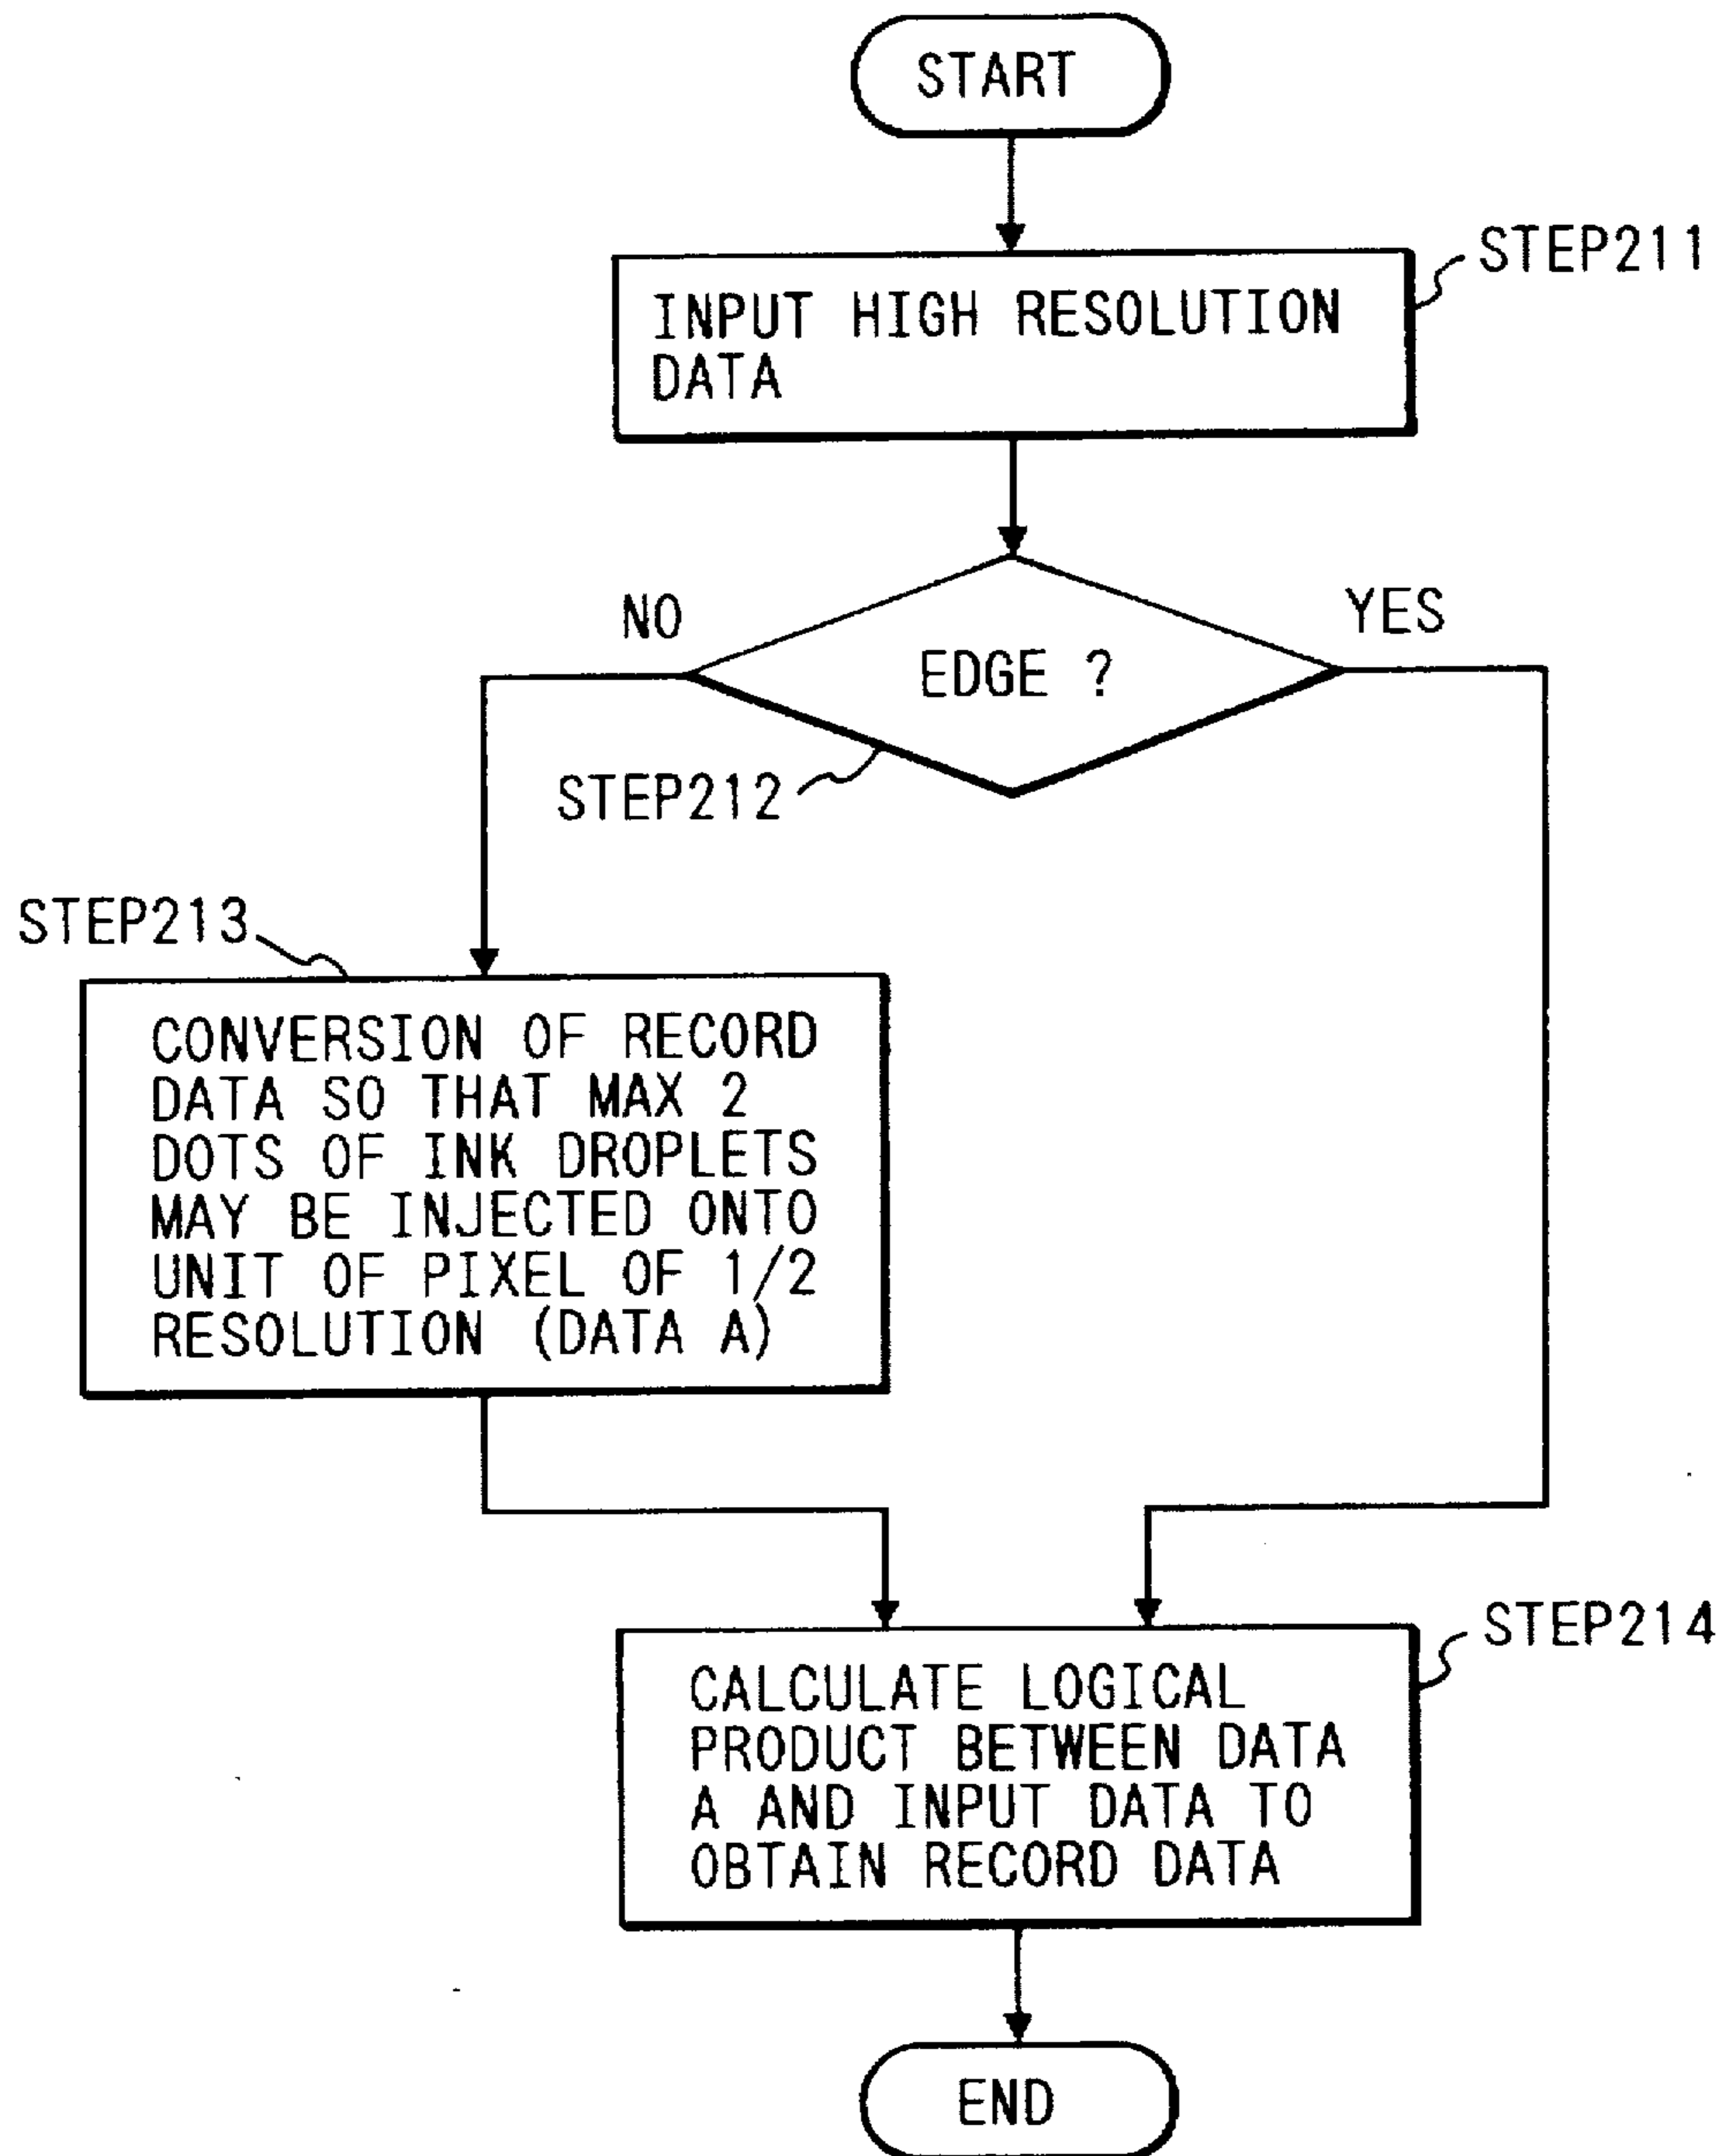 START
STEP211
INPUT HIGH RESOLUTION
DATA
NO
YES
EDGE ?
STEP212
STEP213
CONVERSION OF RECORD
DATA SO THAT MAX 2
DOTS OF INK DROPLETS
MAY BE INJECTED ONTO
UNIT OF PIXEL OF 1/2
RESOLUTION (DATA A)
STEP214
CALCULATE LOGICAL
PRODUCT BETWEEN DATA
A AND INPUT DATA TO
OBTAIN RECORD DATA
END